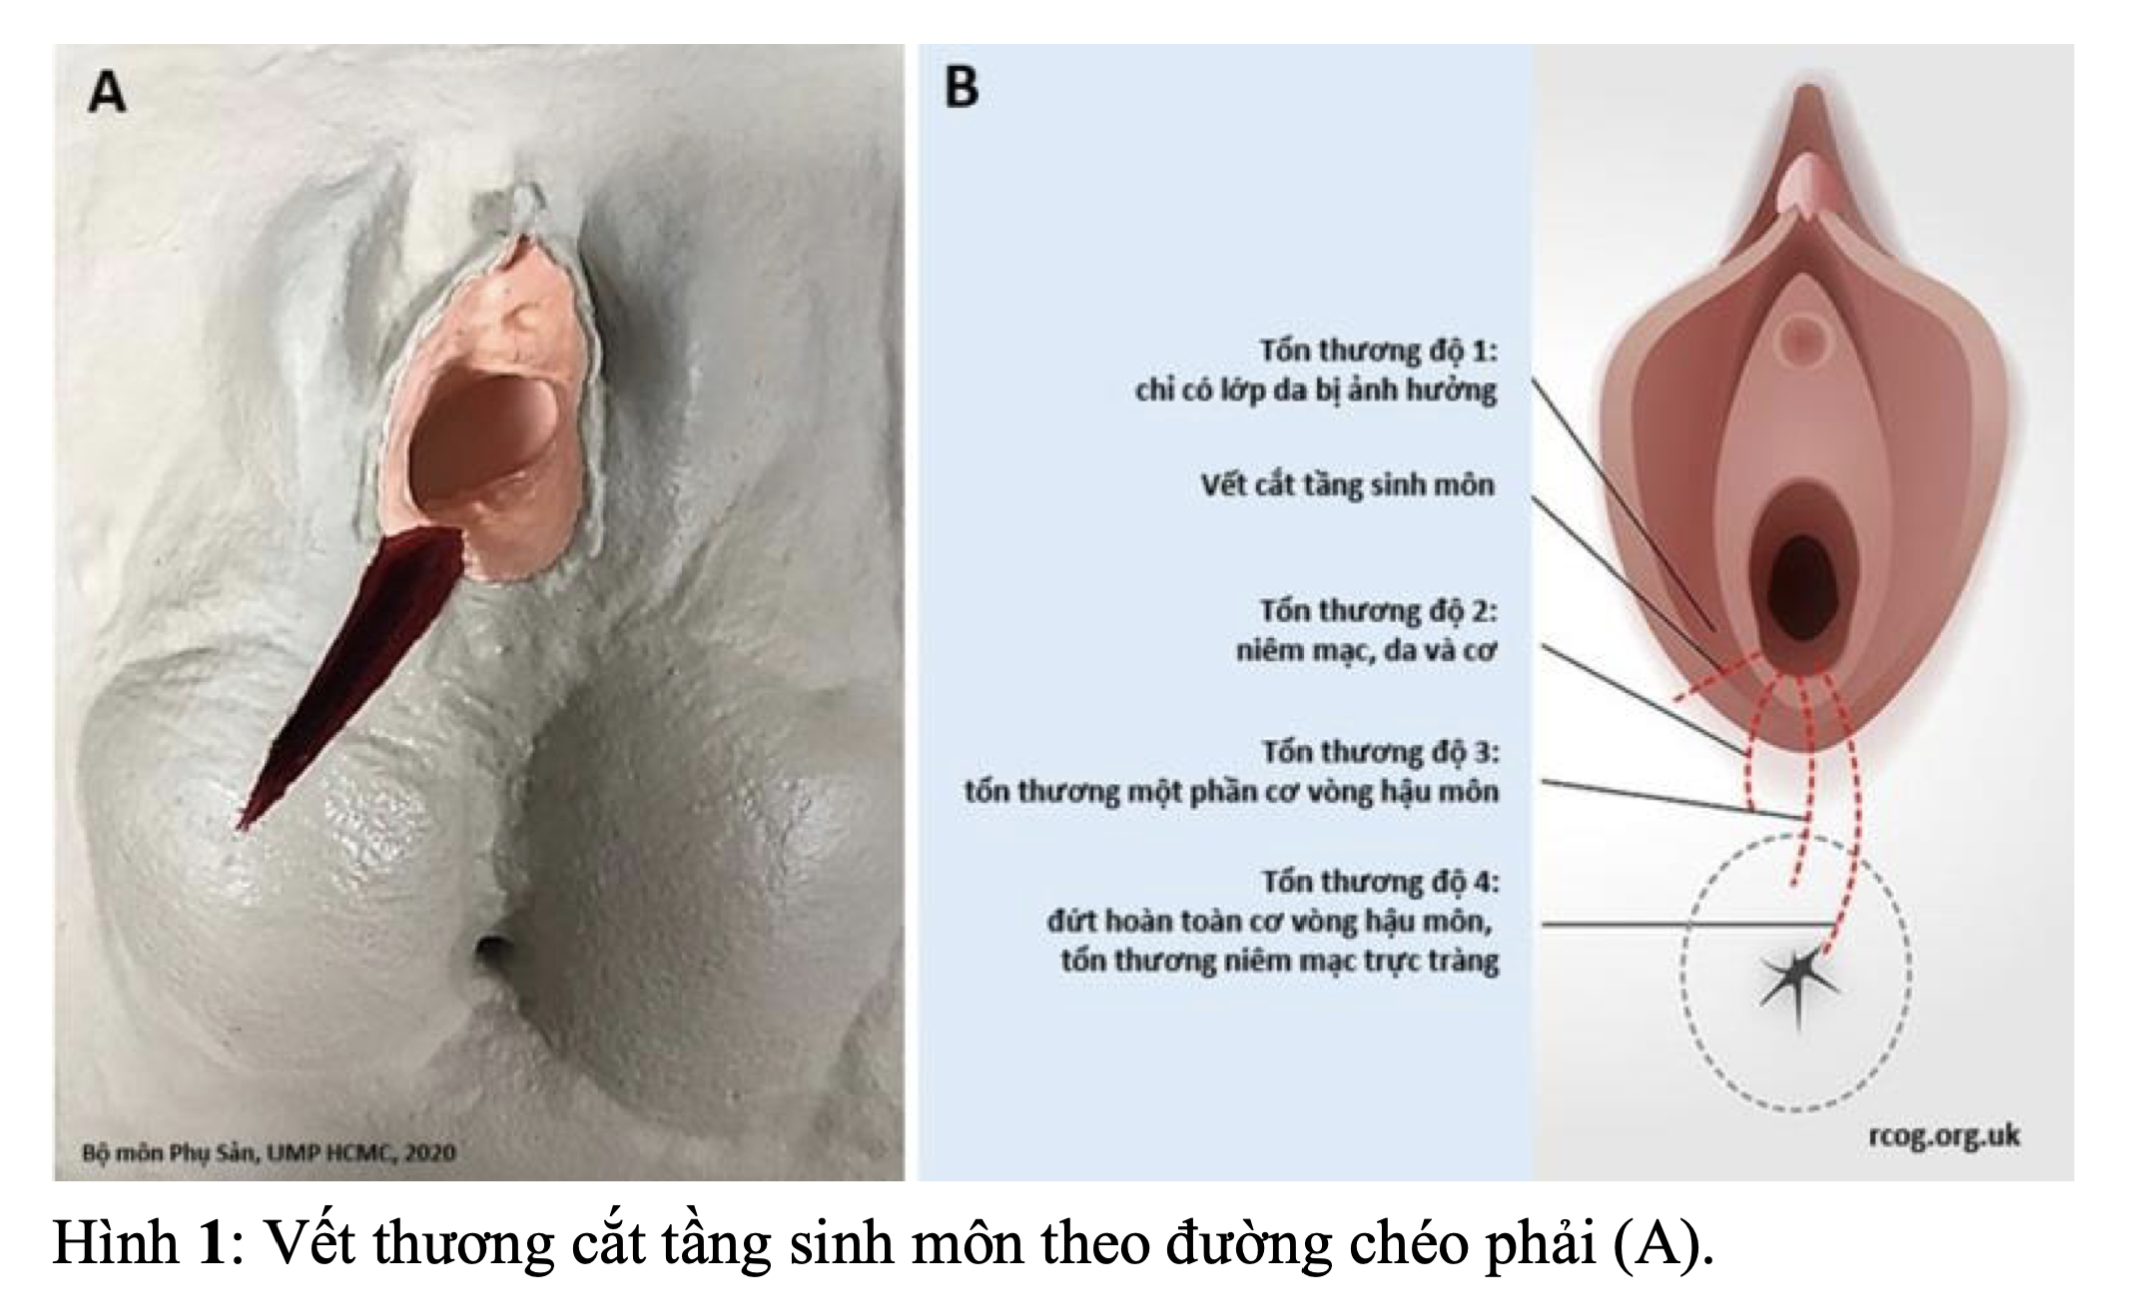 A
Bộ môn Phụ Sản, UMP HCMC, 2020
B
Tổn thương độ 1:
chỉ có lớp da bị ảnh hưởng
Vết cắt tầng sinh môn
Tổn thương độ 2:
niêm mạc, da và cơ
Tổn thương độ 3:
tổn thương một phần cơ vòng hậu môn
Tổn thương độ 4:
đứt hoàn toàn cơ vòng hậu môn,
tổn thương niêm mạc trực tràng
rcog.org.uk
Hình 1: Vết thương cắt tầng sinh môn theo đường chéo phải (A).